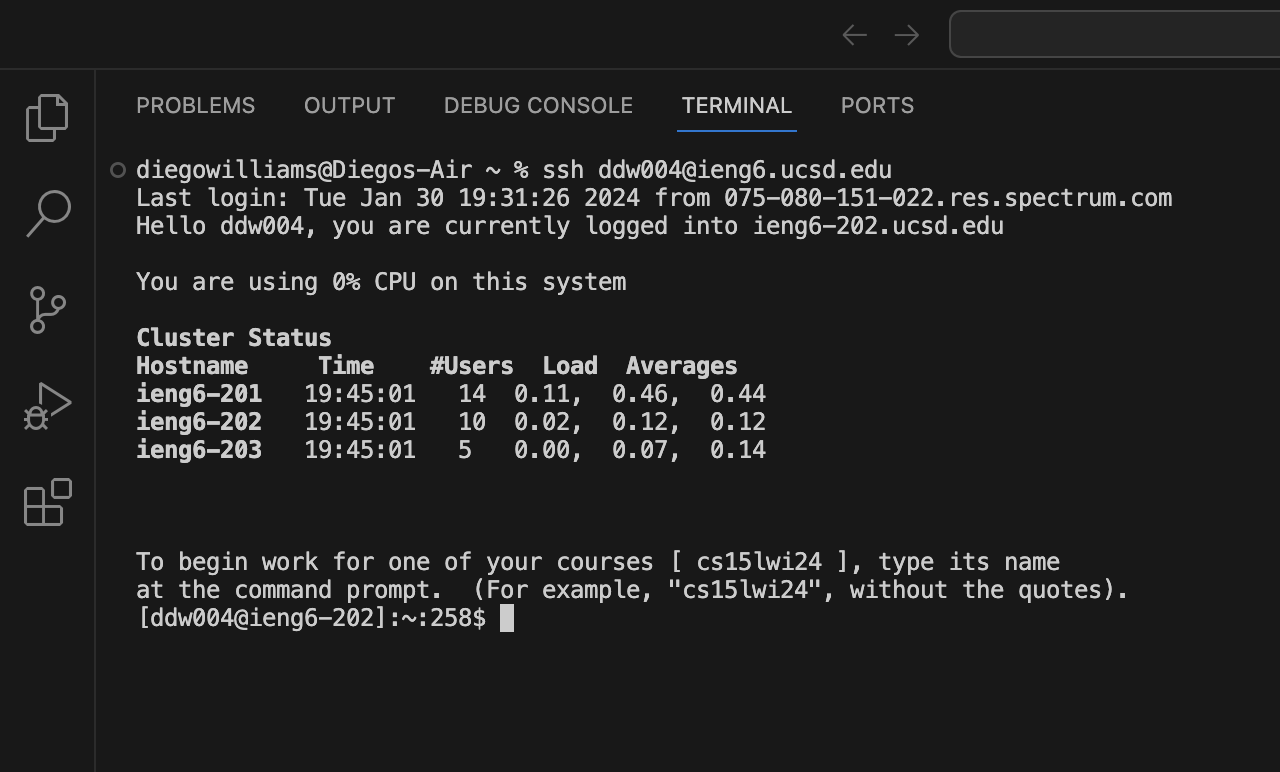 PROBLEMS OUTPUT DEBUG CONSOLE TERMINAL PORTS
diegowilliams@Diegos-Air ~ % ssh ddw004@ieng6.ucsd.edu
Last login: Tue Jan 30 19:31:26 2024 from 075-080-151-022.res.spectrum.com
Hello ddw004, you are currently logged into ieng6-202.ucsd.edu
You are using 0% CPU on this system
Cluster Status
Hostname     Time    #Users  Load  Averages
ieng6-201   19:45:01   14  0.11,  0.46,  0.44
ieng6-202   19:45:01   10  0.02,  0.12,  0.12
ieng6-203   19:45:01   5   0.00,  0.07,  0.14
To begin work for one of your courses [ cs15lwi24 ], type its name
at the command prompt.  (For example, "cs15lwi24", without the quotes).
[ddw004@ieng6-202]:~:258$